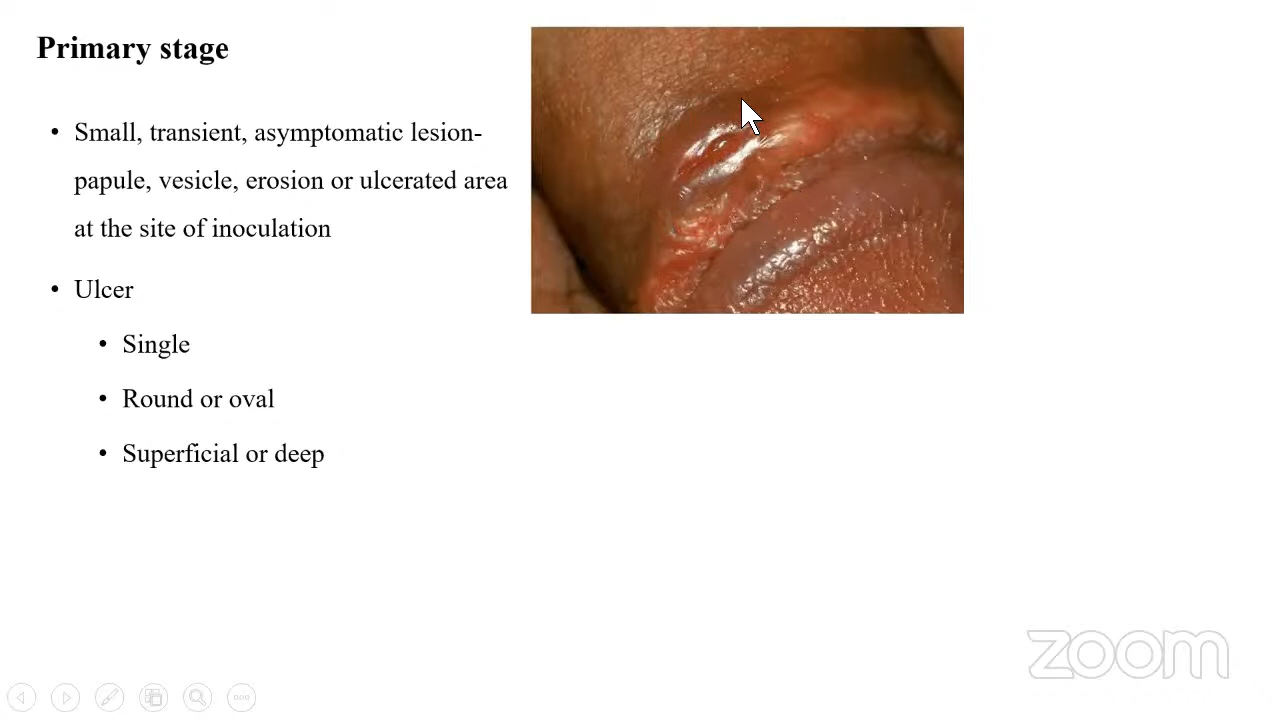 Primary stage
• Small, transient, asymptomatic lesion-
papule, vesicle, erosion or ulcerated area
at the site of inoculation
• Ulcer
• Single
• Round or oval
• Superficial or deep
zoom